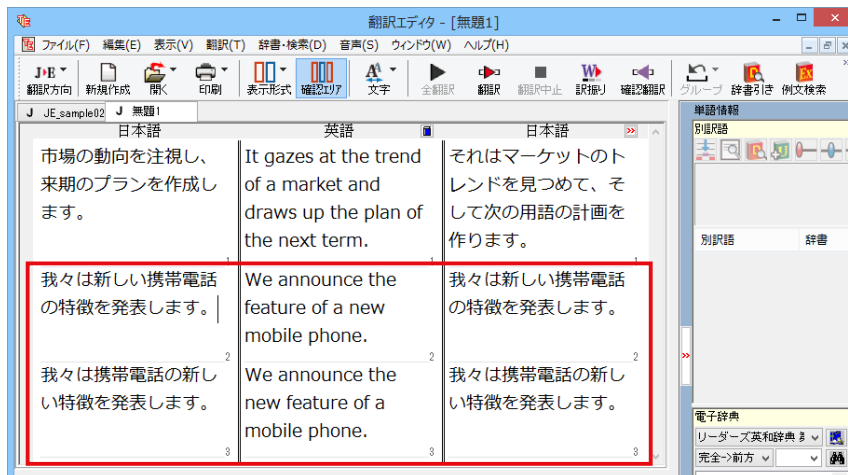 翻訳エディタ - [無題1]
ファイル(F) 編集(E) 表示(V) 翻訳(T) 辞書・検索(D) 音声(S) ウィンドウ(W) ヘルプ(H)
J▸E
翻訳方向 新規作成 開く 印刷 表示形式 確認エリア 文字 全翻訳 翻訳 翻訳中止 訳振り 確認翻訳 グループ 辞書引き 例文検索
J JE_sample02 J 無題1
日本語 英語 日本語
市場の動向を注視し、
来期のプランを作成し
ます。
1
It gazes at the trend
of a market and
draws up the plan of
the next term.
1
それはマーケットのト
レンドを見つめて、そ
して次の用語の計画を
作ります。
1
我々は新しい携帯電話
の特徴を発表します。
2
We announce the
feature of a new
mobile phone.
2
我々は新しい携帯電話
の特徴を発表します。
2
我々は携帯電話の新し
い特徴を発表します。
3
We announce the
new feature of a
mobile phone.
3
我々は携帯電話の新し
い特徴を発表します。
3
単語情報
別訳語
別訳語 辞書
電子辞典
リーダーズ英和辞典
完全->前方